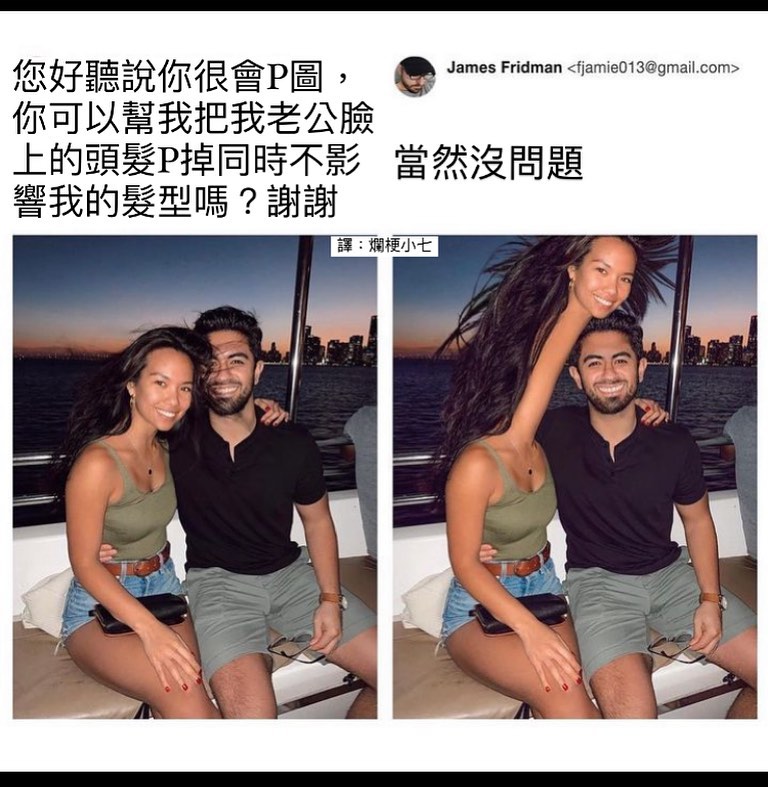 您好聽說你很會P圖，
你可以幫我把我老公臉
上的頭髮P掉同時不影
響我的髮型嗎？謝謝
James Fridman <fjamie013@gmail.com>
當然沒問題
譯：爛梗小七